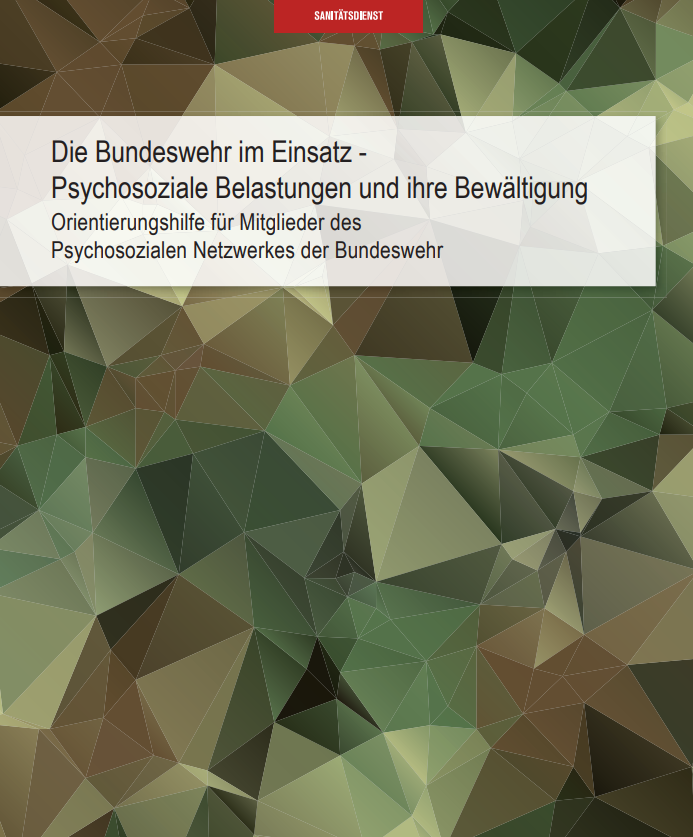 SANITÄTSDIENST
Die Bundeswehr im Einsatz -
Psychosoziale Belastungen und ihre Bewältigung
Orientierungshilfe für Mitglieder des
Psychosozialen Netzwerkes der Bundeswehr